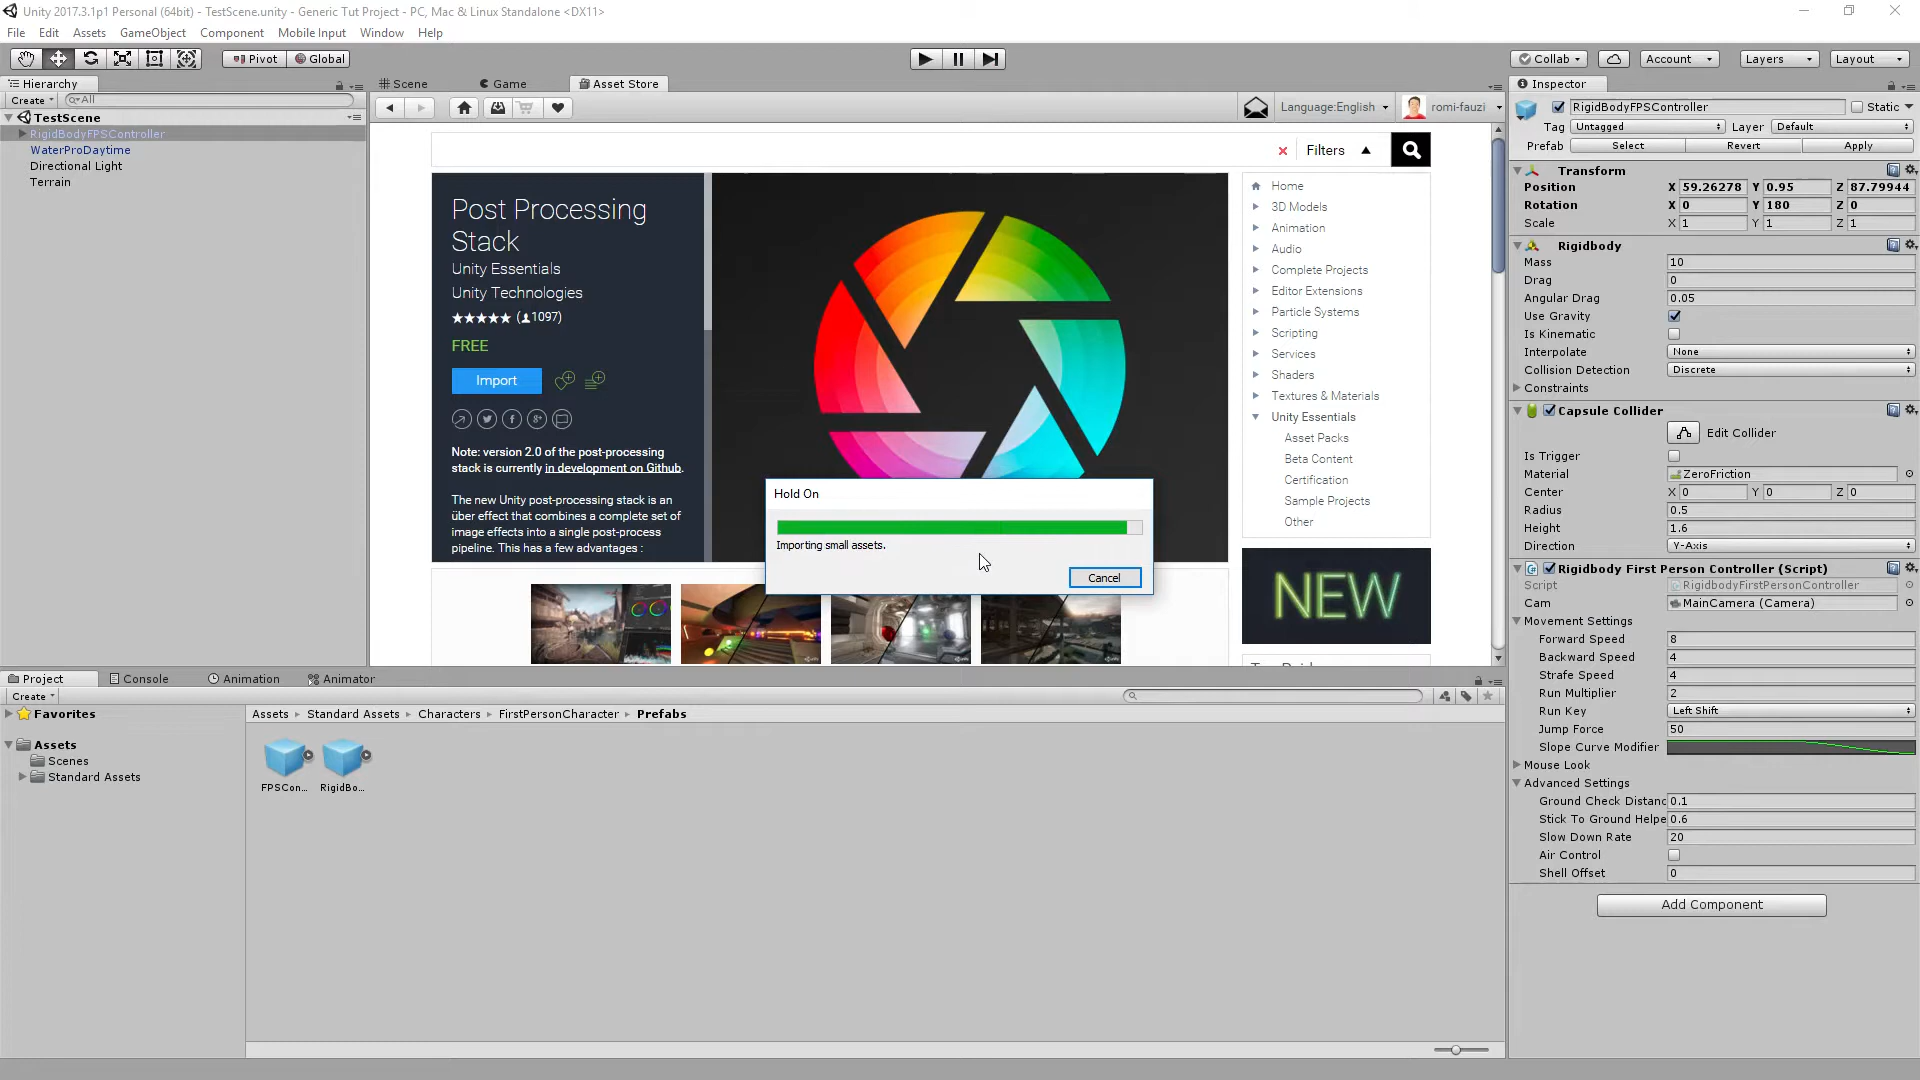 Unity 2017.3.1p1 Personal (64bit) - TestScene.unity - Generic Tut Project - PC, Mac & Linux Standalone <DX11>
File Edit Assets GameObject Component Mobile Input Window Help
Pivot Global Collab Account Layers Layout
Hierarchy
Create All
TestScene
RigidBodyFPSController
WaterProDaytime
Directional Light
Terrain
Scene Game Asset Store
Language:English romi-fauzi
Filters
Post Processing
Stack
Unity Essentials
Unity Technologies
(1097)
FREE
Import
Note: version 2.0 of the post-processing
stack is currently in development on Github.
The new Unity post-processing stack is an
über effect that combines a complete set of
image effects into a single post-process
pipeline. This has a few advantages :
Home
3D Models
Animation
Audio
Complete Projects
Editor Extensions
Particle Systems
Scripting
Services
Shaders
Textures & Materials
Unity Essentials
Asset Packs
Beta Content
Certification
Sample Projects
Other
NEW
Hold On
Importing small assets.
Cancel
Project Console Animation Animator
Create
Favorites
Assets
Scenes
Standard Assets
Assets Standard Assets Characters FirstPersonCharacter Prefabs
FPSCon... RigidBo...
Inspector
RigidBodyFPSController Static
Tag Untagged Layer Default
Prefab Select Revert Apply
Transform
Position X 59.26278 Y 0.95 Z 87.79944
Rotation X 0 Y 180 Z 0
Scale X 1 Y 1 Z 1
Rigidbody
Mass 10
Drag 0
Angular Drag 0.05
Use Gravity
Is Kinematic
Interpolate None
Collision Detection Discrete
Constraints
Capsule Collider
Edit Collider
Is Trigger
Material ZeroFriction
Center X 0 Y 0 Z 0
Radius 0.5
Height 1.6
Direction Y-Axis
Rigidbody First Person Controller (Script)
Script RigidbodyFirstPersonController
Cam MainCamera (Camera)
Movement Settings
Forward Speed 8
Backward Speed 4
Strafe Speed 4
Run Multiplier 2
Run Key Left Shift
Jump Force 50
Slope Curve Modifier
Mouse Look
Advanced Settings
Ground Check Distanc 0.1
Stick To Ground Helpe 0.6
Slow Down Rate 20
Air Control
Shell Offset 0
Add Component